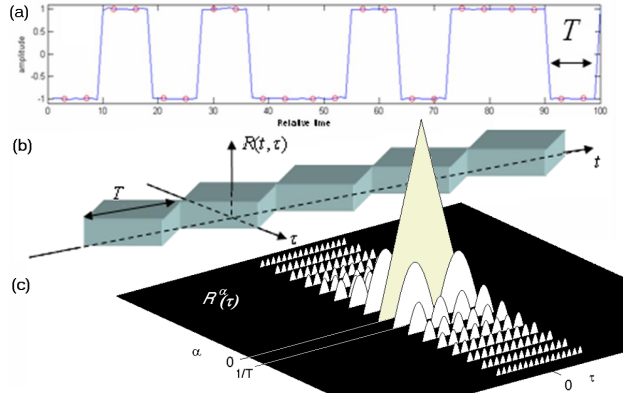 (a)
amplitude
1
0.5
0
-0.5
-1
0 10 20 30 40 50 60 70 80 90 100
Relative time
T
(b)
R(t,τ)
T
t
τ
(c)
R^α(τ)
α
0
1/T
0
τ